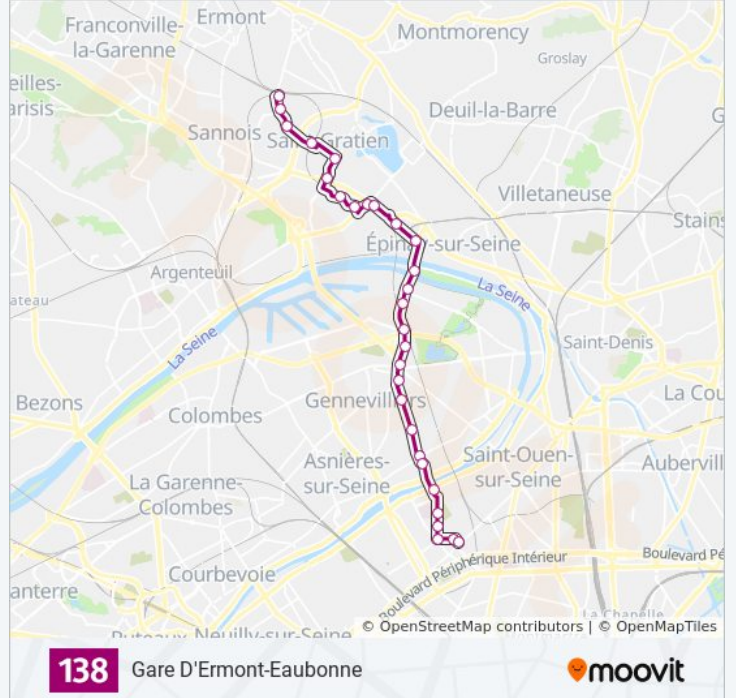 Franconville-
la-Garenne
Ermont
Montmorency
Groslay
eilles-
arisis
Deuil-la-Barre
G
Sannois
Saint-Gratien
Villetaneuse
Stains
Épinay-sur-Seine
Argenteuil
La Seine
ateau
La Seine
Saint-Denis
Bezons
Gennevilliers
La Cou
Colombes
Asnières-
sur-Seine
Saint-Ouen-
sur-Seine
Aubervill
La Garenne-
Colombes
Boulevard Périphérique Intérieur
Boulevard Pé
Courbevoie
anterre
La Chapelle
Puteaux
Neuilly-sur-Seine
© OpenStreetMap contributors | © OpenMapTiles
138 Gare D'Ermont-Eaubonne
moovit